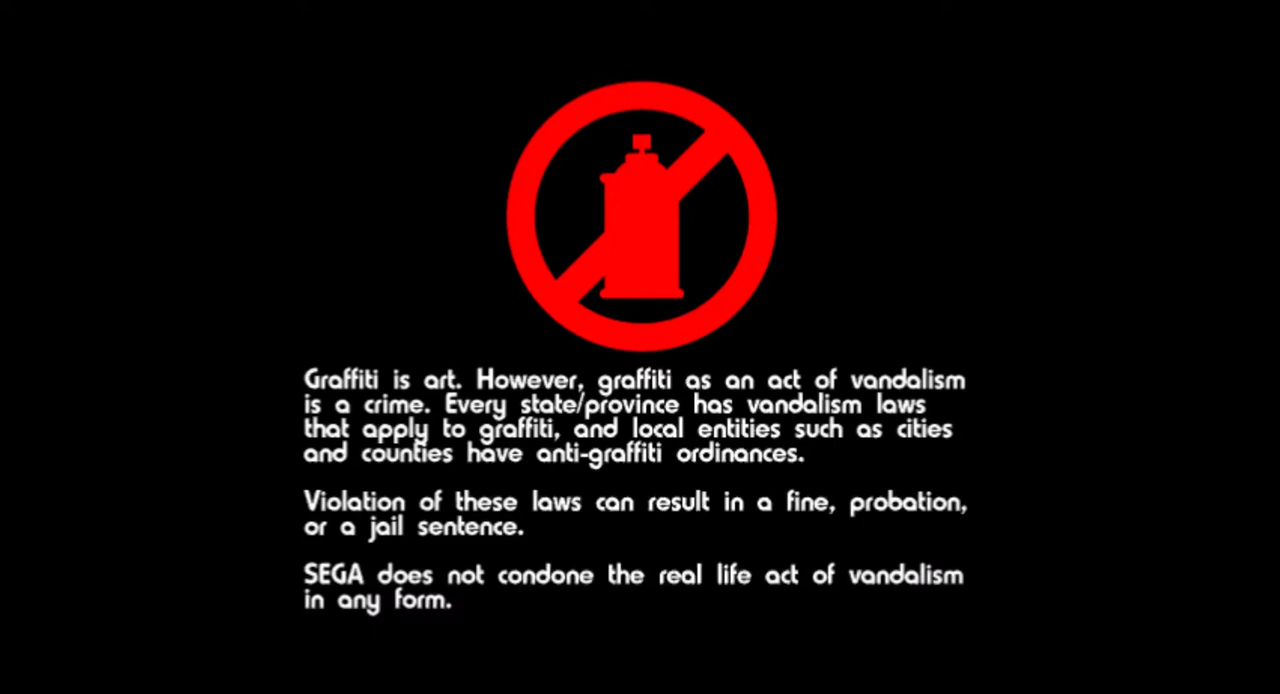 Graffiti is art. However, graffiti as an act of vandalism
is a crime. Every state/province has vandalism laws
that apply to graffiti, and local entities such as cities
and counties have anti-graffiti ordinances.
Violation of these laws can result in a fine, probation,
or a jail sentence.
SEGA does not condone the real life act of vandalism
in any form.